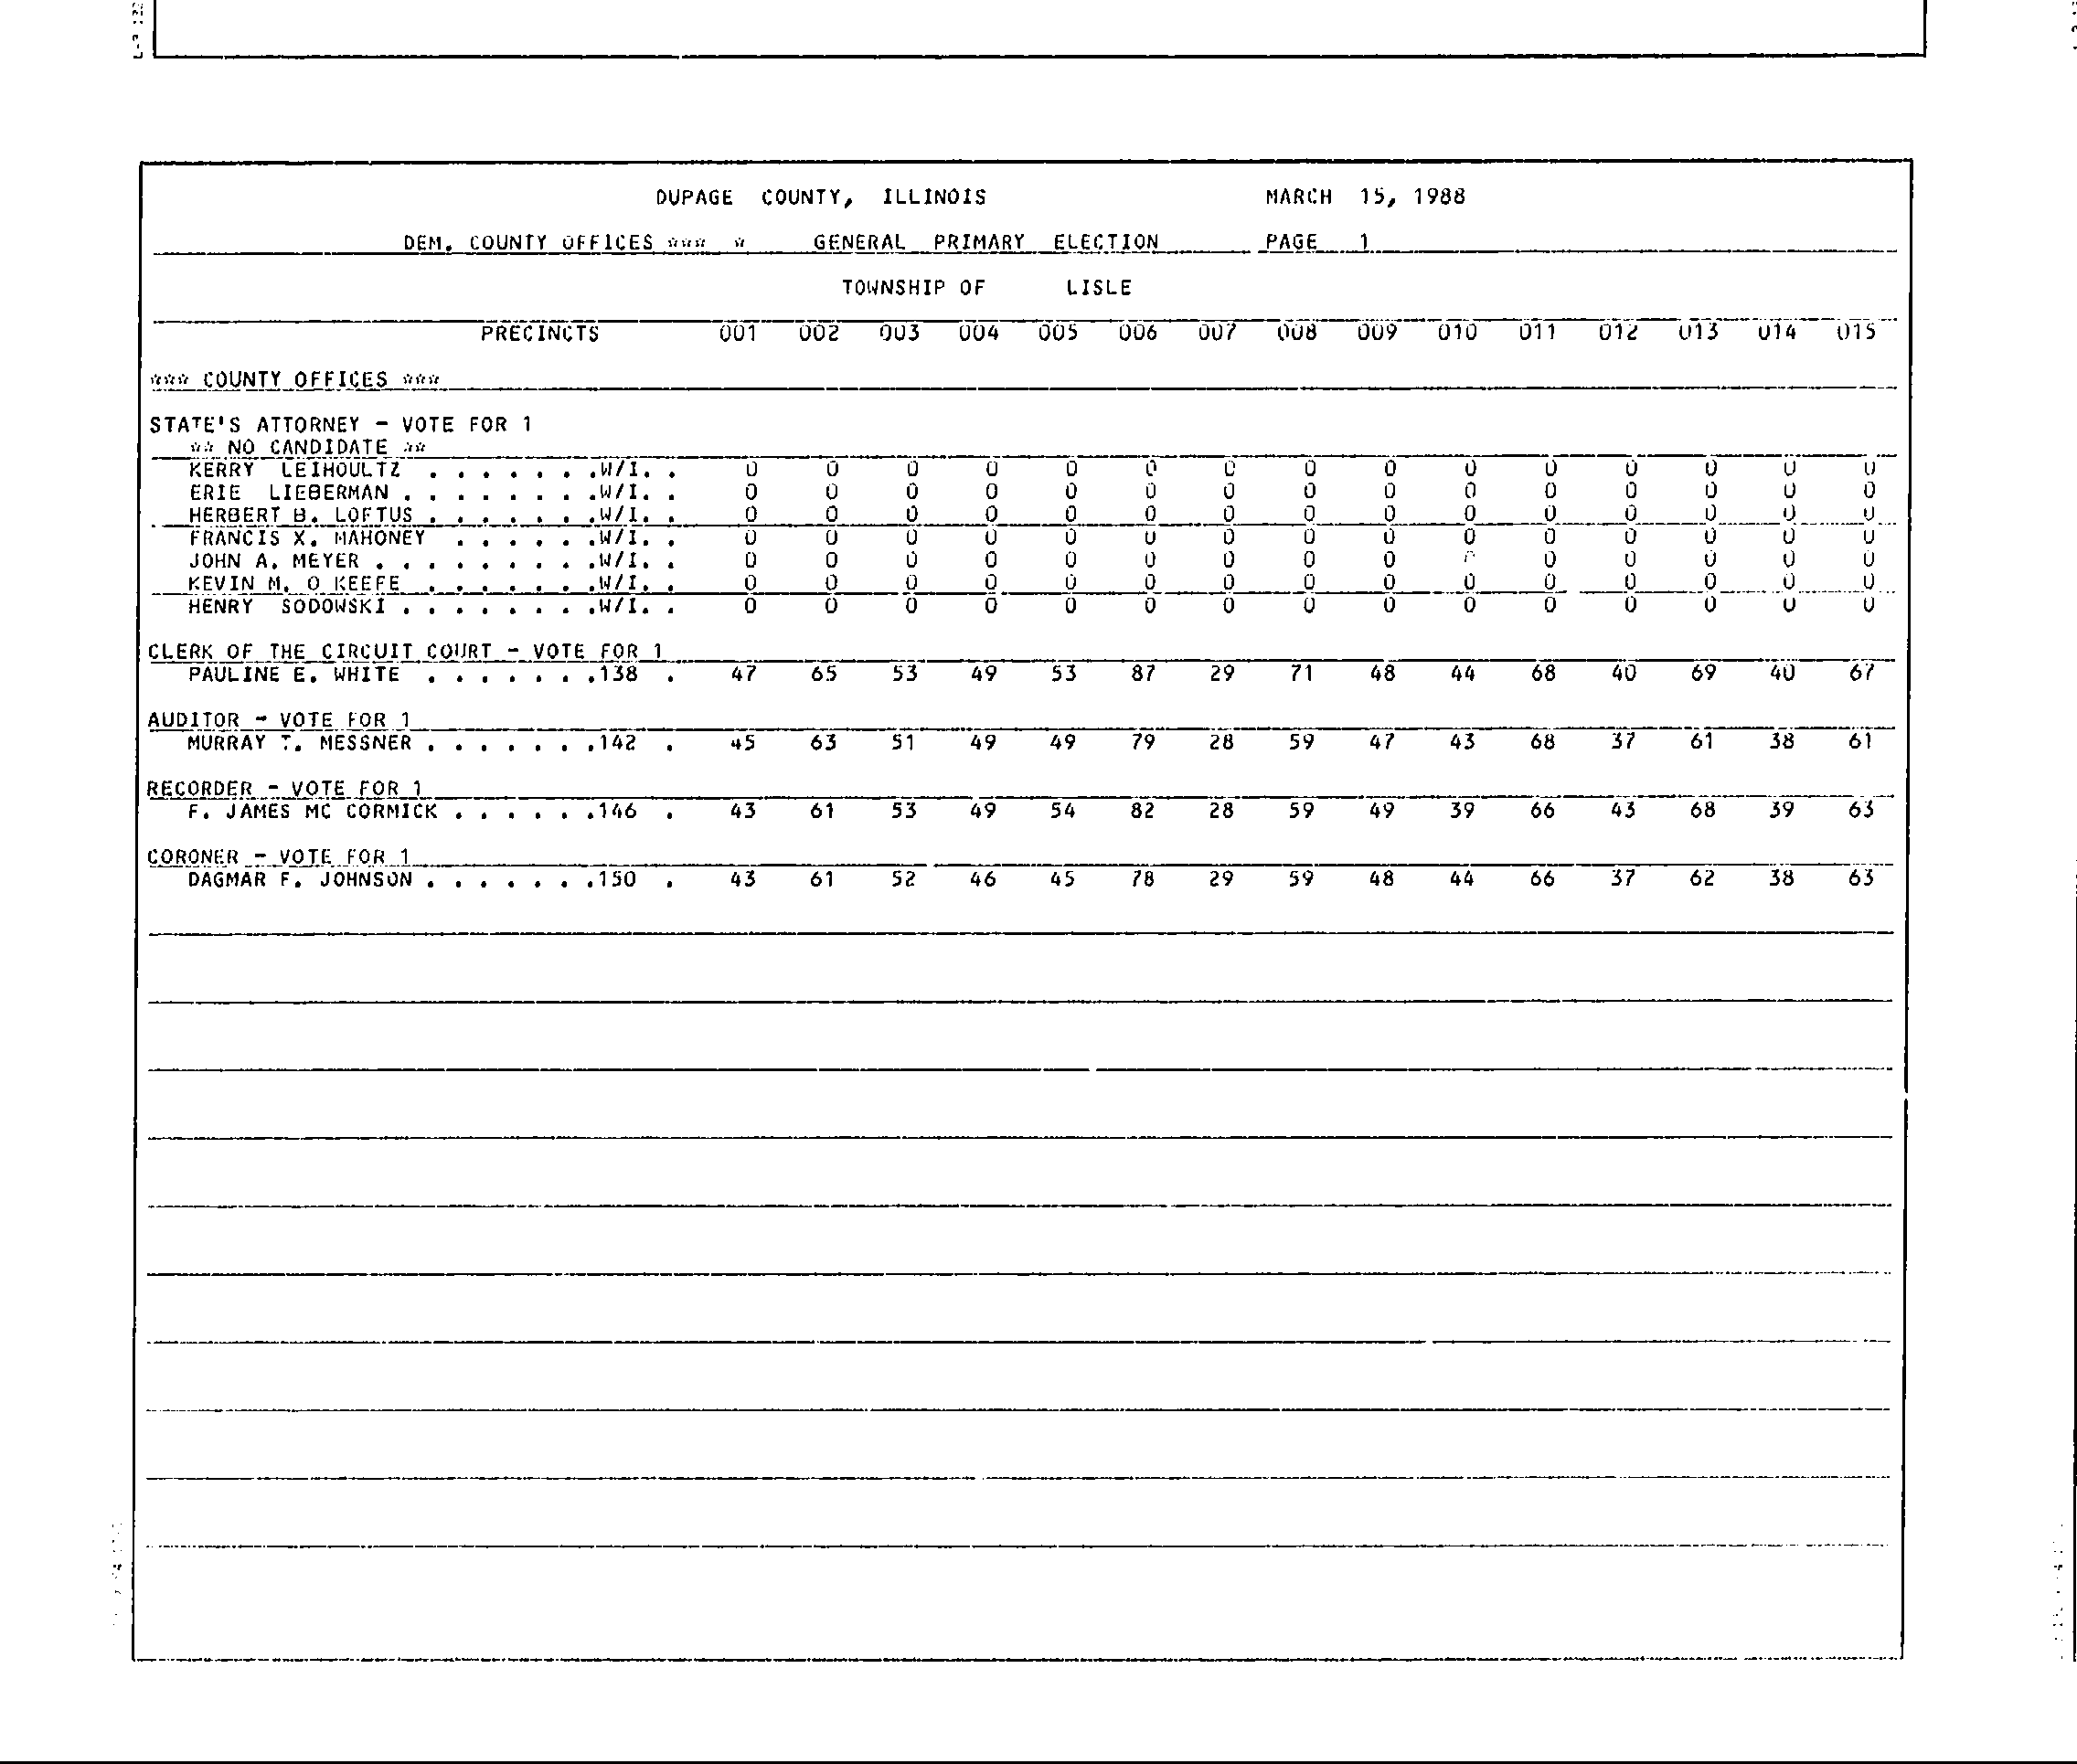 DUPAGE COUNTY, ILLINOIS MARCH 15, 1988
DEM. COUNTY OFFICES *** * GENERAL PRIMARY ELECTION PAGE 1
TOWNSHIP OF LISLE
PRECINCTS 001 002 003 004 005 006 007 008 009 010 011 012 013 014 015
*** COUNTY OFFICES ***
STATE'S ATTORNEY - VOTE FOR 1
** NO CANDIDATE **
KERRY LEIHOULTZ . . . . . . .W/I. . 0 0 0 0 0 0 0 0 0 0 0 0 0 0 0
ERIE LIEBERMAN . . . . . . . .W/I. . 0 0 0 0 0 0 0 0 0 0 0 0 0 0 0
HERBERT B. LOFTUS . . . . . . .W/I. . 0 0 0 0 0 0 0 0 0 0 0 0 0 0 0
FRANCIS X. MAHONEY . . . . . .W/I. . 0 0 0 0 0 0 0 0 0 0 0 0 0 0 0
JOHN A. MEYER . . . . . . . . .W/I. . 0 0 0 0 0 0 0 0 0 0 0 0 0 0
KEVIN M. O KEEFE . . . . . . .W/I. . 0 0 0 0 0 0 0 0 0 0 0 0 0 0 0
HENRY SODOWSKI . . . . . . . .W/I. . 0 0 0 0 0 0 0 0 0 0 0 0 0 0 0
CLERK OF THE CIRCUIT COURT - VOTE FOR 1
PAULINE E. WHITE . . . . . . .138 . 47 65 53 49 53 87 29 71 48 44 68 40 69 40 67
AUDITOR - VOTE FOR 1
MURRAY T. MESSNER . . . . . . .142 . 45 63 51 49 49 79 28 59 47 43 68 37 61 38 61
RECORDER - VOTE FOR 1
F. JAMES MC CORMICK . . . . . .146 . 43 61 53 49 54 82 28 59 49 39 66 43 68 39 63
CORONER - VOTE FOR 1
DAGMAR F. JOHNSON . . . . . . .150 . 43 61 52 46 45 78 29 59 48 44 66 37 62 38 63